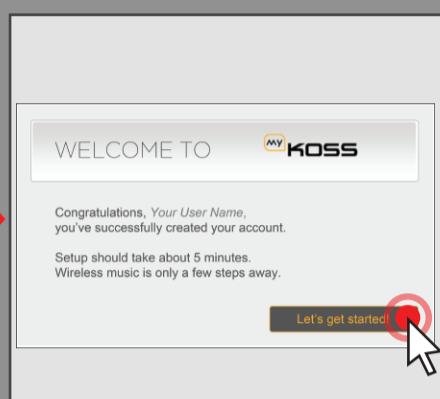 WELCOME TO my KOSS
Congratulations, Your User Name,
you've successfully created your account.
Setup should take about 5 minutes.
Wireless music is only a few steps away.
Let's get started!